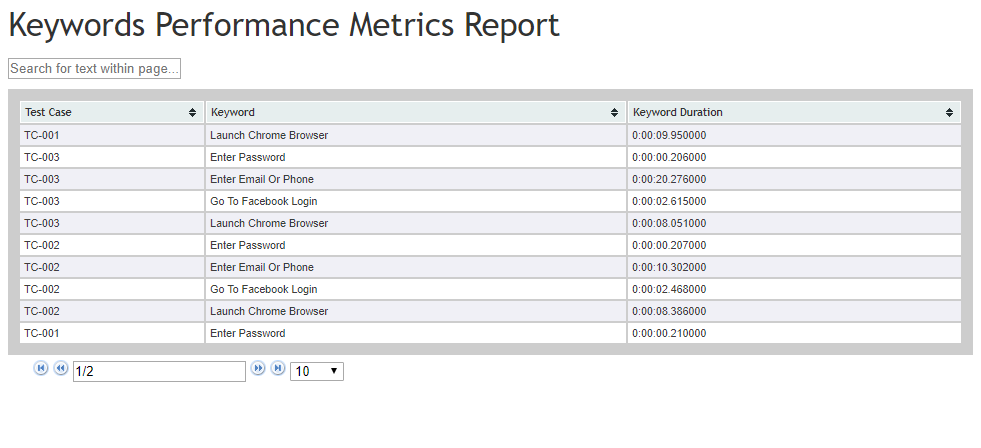 Keywords Performance Metrics Report
Search for text within page...
Test Case Keyword Keyword Duration
TC-001 Launch Chrome Browser 0:00:09.950000
TC-003 Enter Password 0:00:00.206000
TC-003 Enter Email Or Phone 0:00:20.276000
TC-003 Go To Facebook Login 0:00:02.615000
TC-003 Launch Chrome Browser 0:00:08.051000
TC-002 Enter Password 0:00:00.207000
TC-002 Enter Email Or Phone 0:00:10.302000
TC-002 Go To Facebook Login 0:00:02.468000
TC-002 Launch Chrome Browser 0:00:08.386000
TC-001 Enter Password 0:00:00.210000
1/2 10